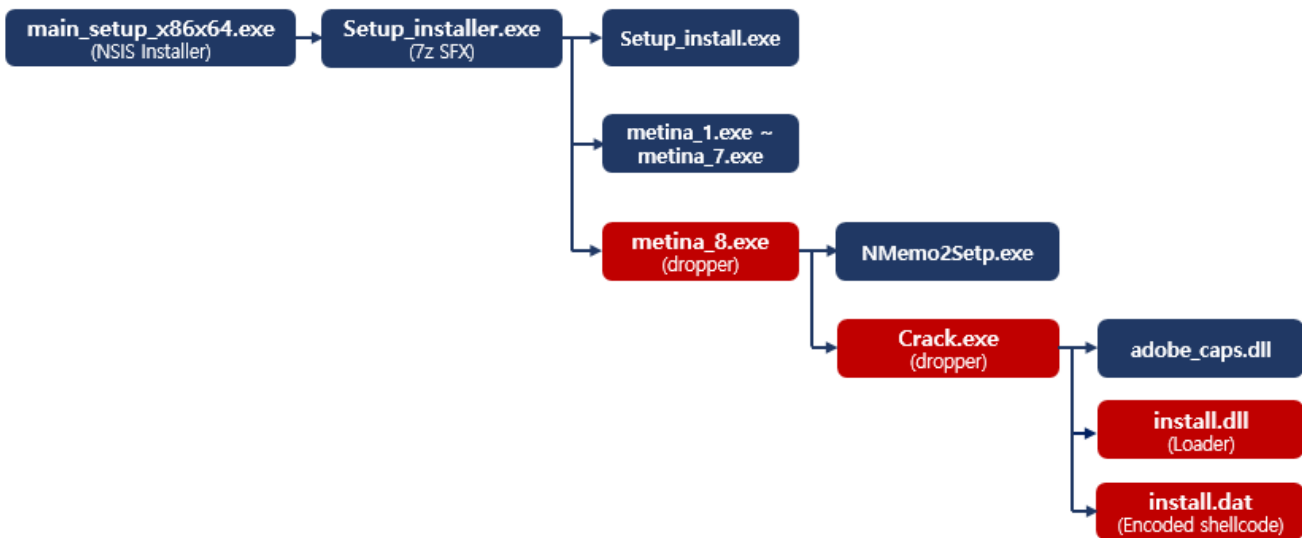 main_setup_x86x64.exe
(NSIS Installer)
Setup_installer.exe
(7z SFX)
Setup_install.exe
metina_1.exe ~
metina_7.exe
metina_8.exe
(dropper)
NMemo2Setp.exe
Crack.exe
(dropper)
adobe_caps.dll
install.dll
(Loader)
install.dat
(Encoded shellcode)